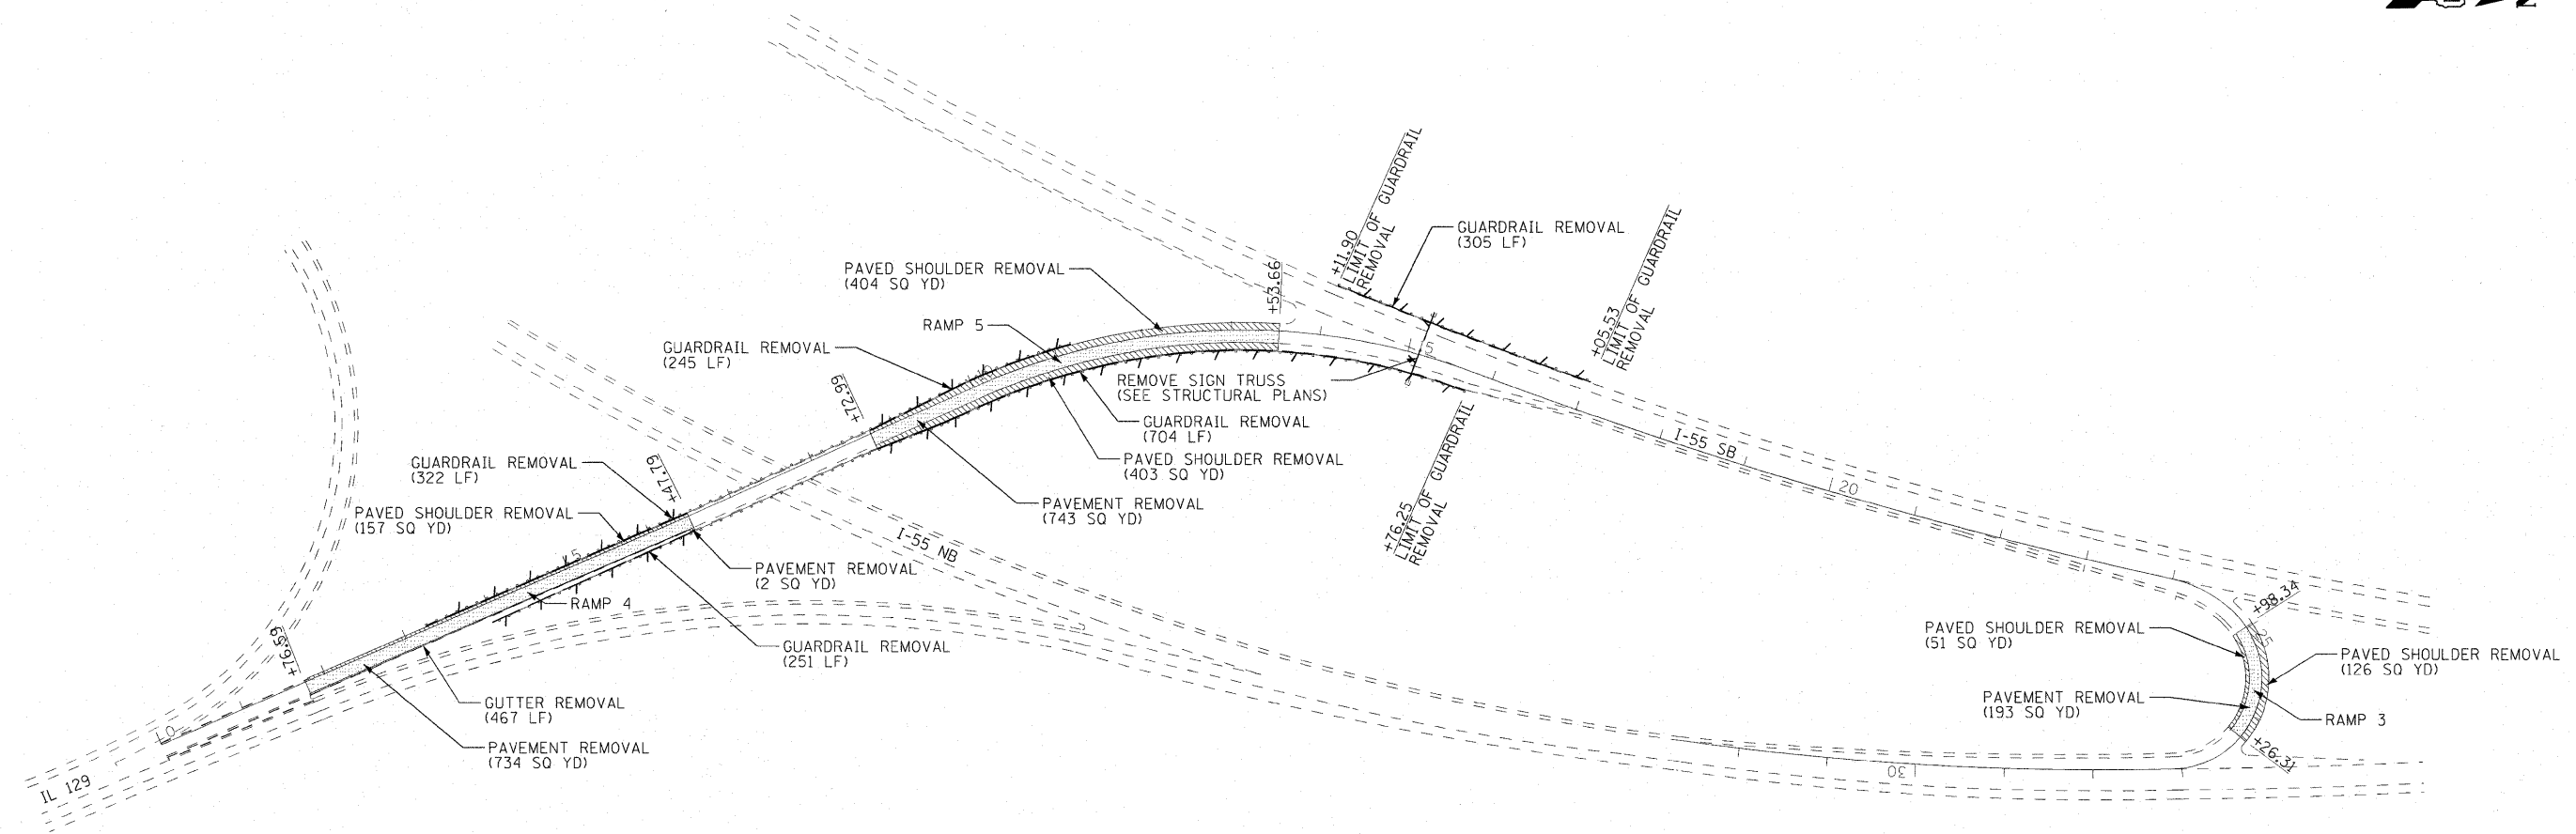 +11.90
LIMIT OF GUARDRAIL
REMOVAL
GUARDRAIL REMOVAL
(305 LF)
+05.53
LIMIT OF GUARDRAIL
REMOVAL
PAVED SHOULDER REMOVAL
(404 SQ YD)
+53.66
RAMP 5
GUARDRAIL REMOVAL
(245 LF)
+72.99
REMOVE SIGN TRUSS
(SEE STRUCTURAL PLANS)
5
GUARDRAIL REMOVAL
(704 LF)
PAVED SHOULDER REMOVAL
(403 SQ YD)
PAVEMENT REMOVAL
(743 SQ YD)
+76.25
LIMIT OF GUARDRAIL
REMOVAL
I-55 SB
20
GUARDRAIL REMOVAL
(322 LF)
+47.79
PAVED SHOULDER REMOVAL
(157 SQ YD)
5
I-55 NB
PAVEMENT REMOVAL
(2 SQ YD)
RAMP 4
GUARDRAIL REMOVAL
(251 LF)
+76.59
GUTTER REMOVAL
(467 LF)
PAVEMENT REMOVAL
(734 SQ YD)
0
IL 129
+98.34
25
PAVED SHOULDER REMOVAL
(51 SQ YD)
PAVED SHOULDER REMOVAL
(126 SQ YD)
PAVEMENT REMOVAL
(193 SQ YD)
RAMP 3
+26.31
30